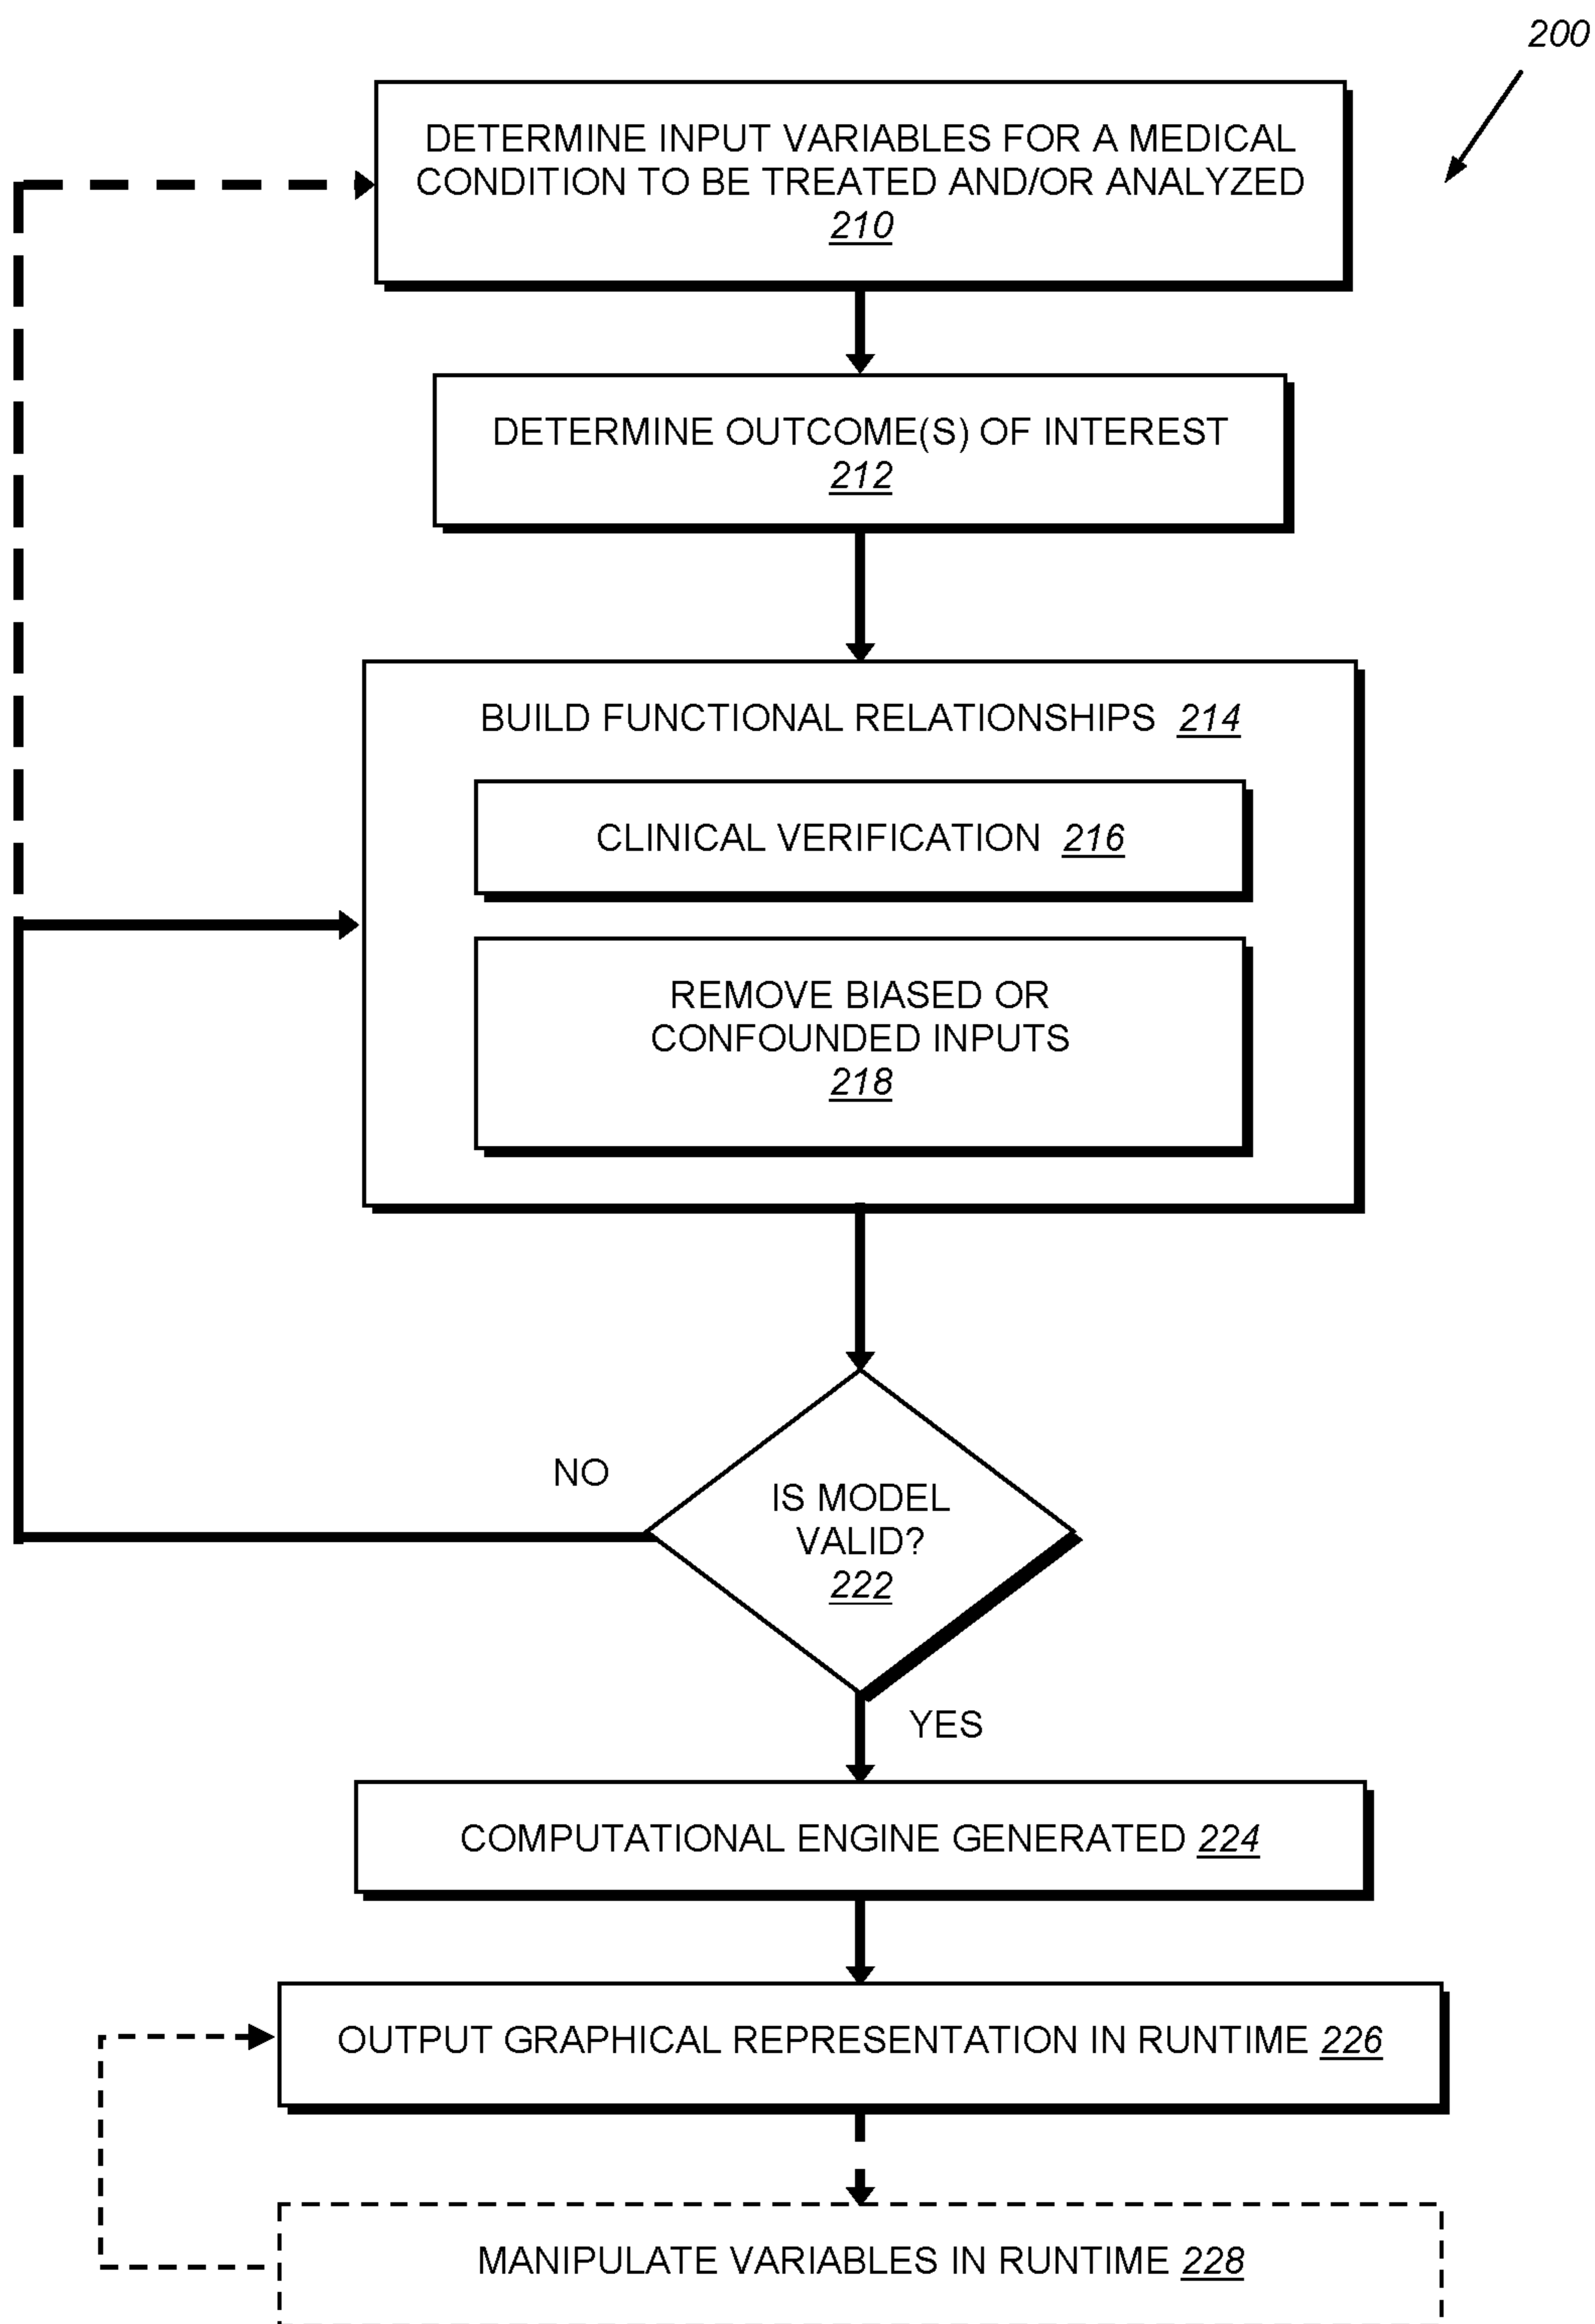 200
DETERMINE INPUT VARIABLES FOR A MEDICAL
CONDITION TO BE TREATED AND/OR ANALYZED
210
DETERMINE OUTCOME(S) OF INTEREST
212
BUILD FUNCTIONAL RELATIONSHIPS 214
CLINICAL VERIFICATION 216
REMOVE BIASED OR
CONFOUNDED INPUTS
218
NO
IS MODEL
VALID?
222
YES
COMPUTATIONAL ENGINE GENERATED 224
OUTPUT GRAPHICAL REPRESENTATION IN RUNTIME 226
MANIPULATE VARIABLES IN RUNTIME 228